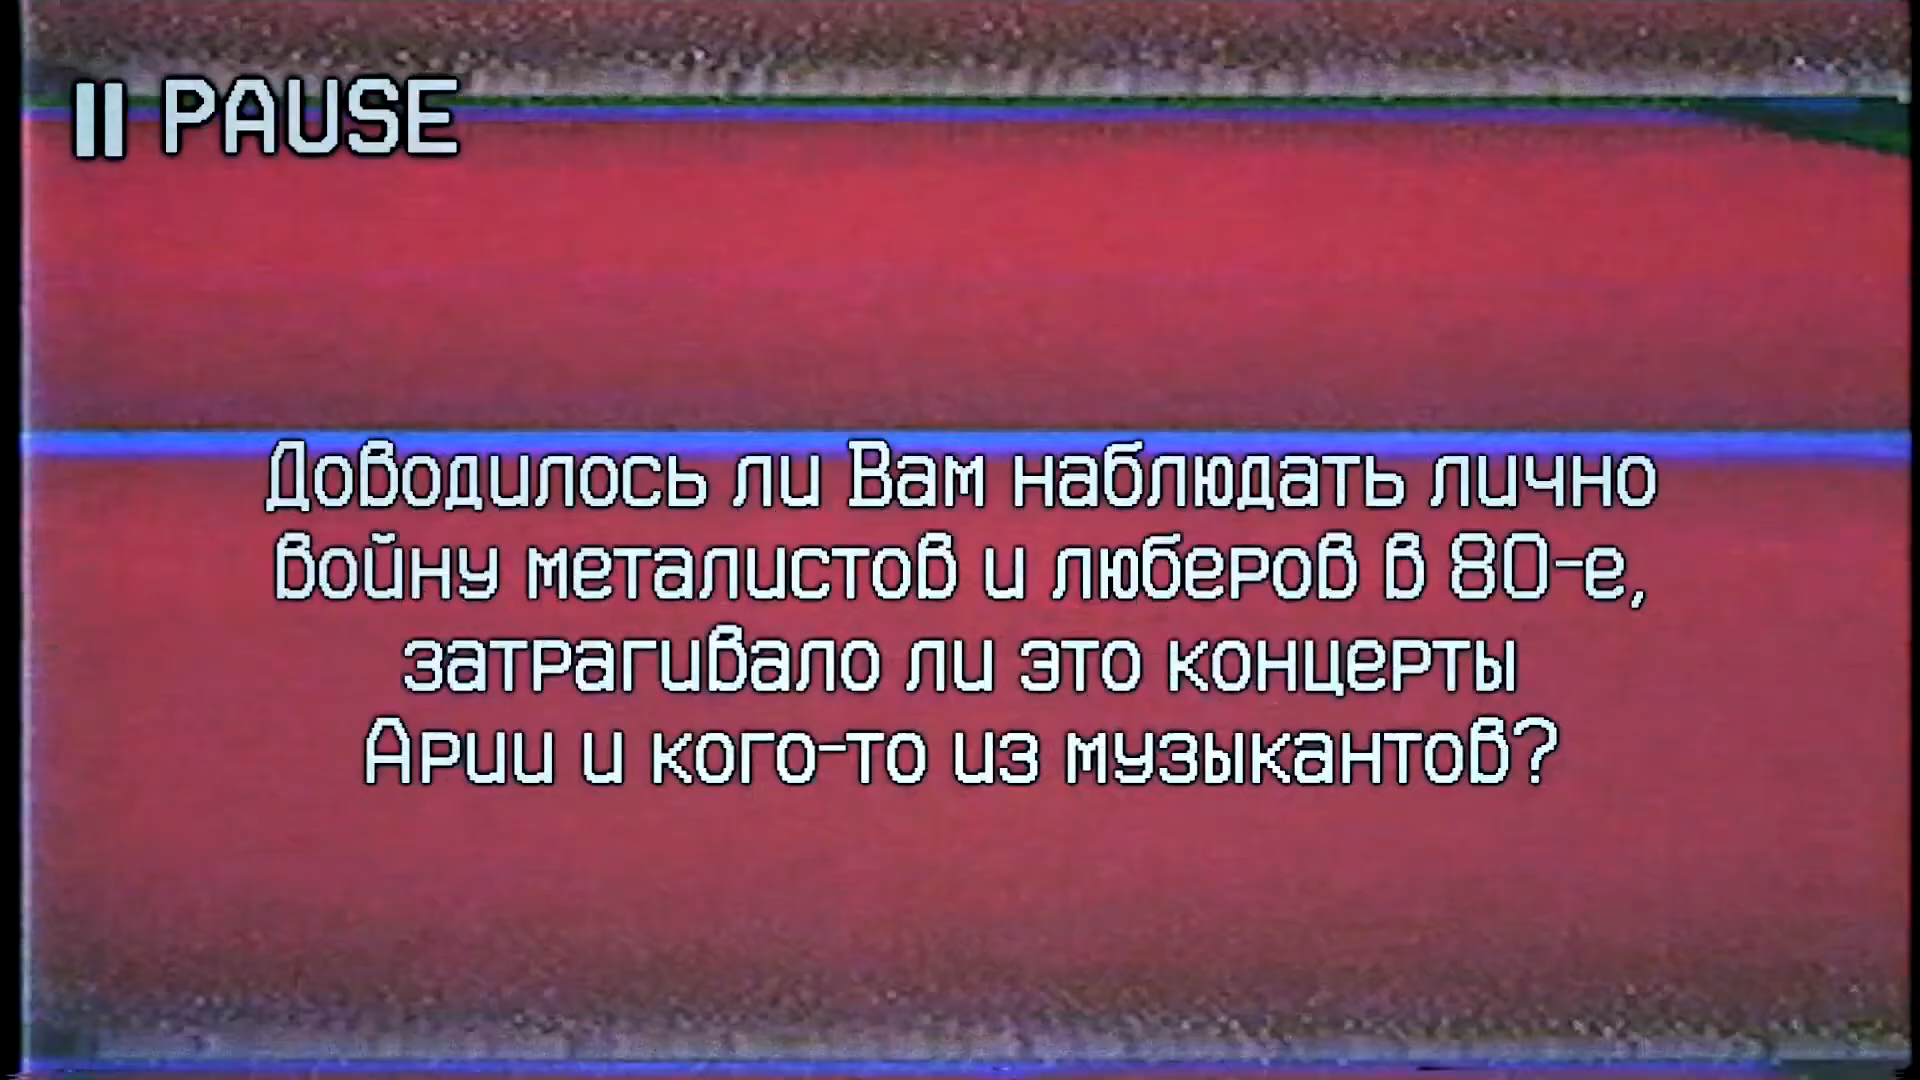 PAUSE
Доводилось ли Вам наблюдать лично
войну металистов и люберов в 80-е,
затрагивало ли это концерты
Арии и кого-то из музыкантов?